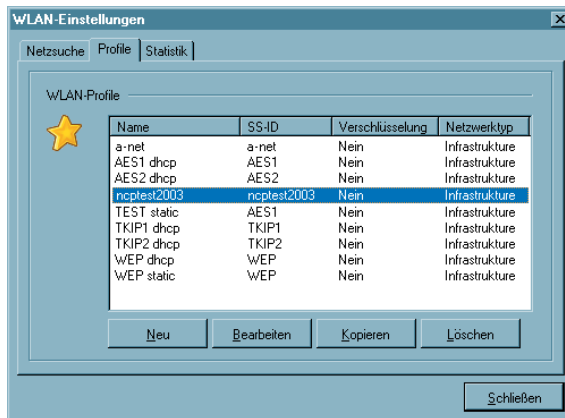 WLAN-Einstellungen
Netzsuche Profile Statistik
WLAN-Profile
Name SS-ID Verschlüsselung Netzwerktyp
a-net a-net Nein Infrastrukture
AES1 dhcp AES1 Nein Infrastrukture
AES2 dhcp AES2 Nein Infrastrukture
ncptest2003 ncptest2003 Nein Infrastrukture
TEST static AES1 Nein Infrastrukture
TKIP1 dhcp TKIP1 Nein Infrastrukture
TKIP2 dhcp TKIP2 Nein Infrastrukture
WEP dhcp WEP Nein Infrastrukture
WEP static WEP Nein Infrastrukture
Neu Bearbeiten Kopieren Löschen
Schließen